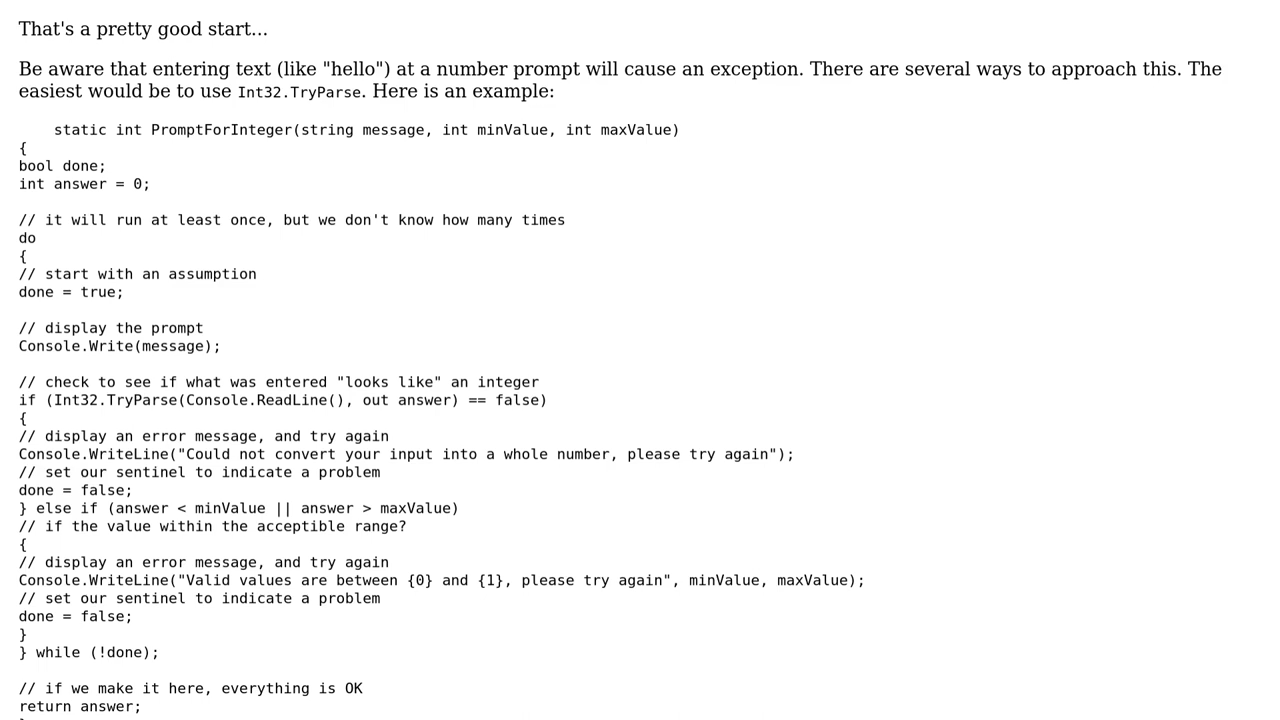 That's a pretty good start...
Be aware that entering text (like "hello") at a number prompt will cause an exception. There are several ways to approach this. The
easiest would be to use Int32.TryParse. Here is an example:
static int PromptForInteger(string message, int minValue, int maxValue)
{
bool done;
int answer = 0;
// it will run at least once, but we don't know how many times
do
{
// start with an assumption
done = true;
// display the prompt
Console.Write(message);
// check to see if what was entered "looks like" an integer
if (Int32.TryParse(Console.ReadLine(), out answer) == false)
{
// display an error message, and try again
Console.WriteLine("Could not convert your input into a whole number, please try again");
// set our sentinel to indicate a problem
done = false;
} else if (answer < minValue || answer > maxValue)
// if the value within the acceptible range?
{
// display an error message, and try again
Console.WriteLine("Valid values are between {0} and {1}, please try again", minValue, maxValue);
// set our sentinel to indicate a problem
done = false;
}
} while (!done);
// if we make it here, everything is OK
return answer;